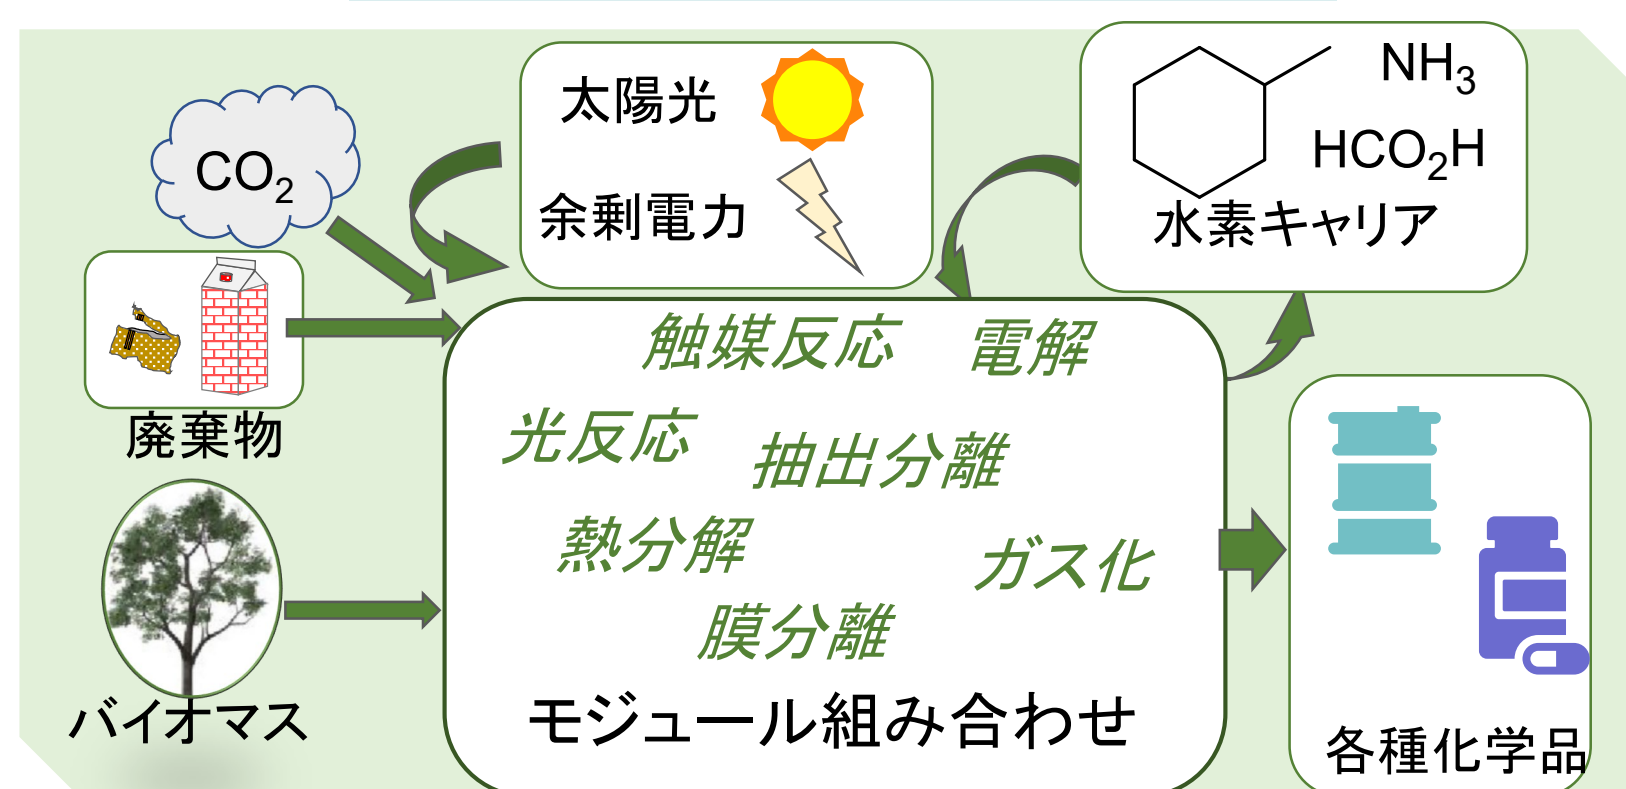 太陽光
余剰電力
NH₃
HCO₂H
水素キャリア
CO₂
廃棄物
バイオマス
触媒反応
電解
光反応
抽出分離
熱分解
ガス化
膜分離
モジュール組み合わせ
各種化学品